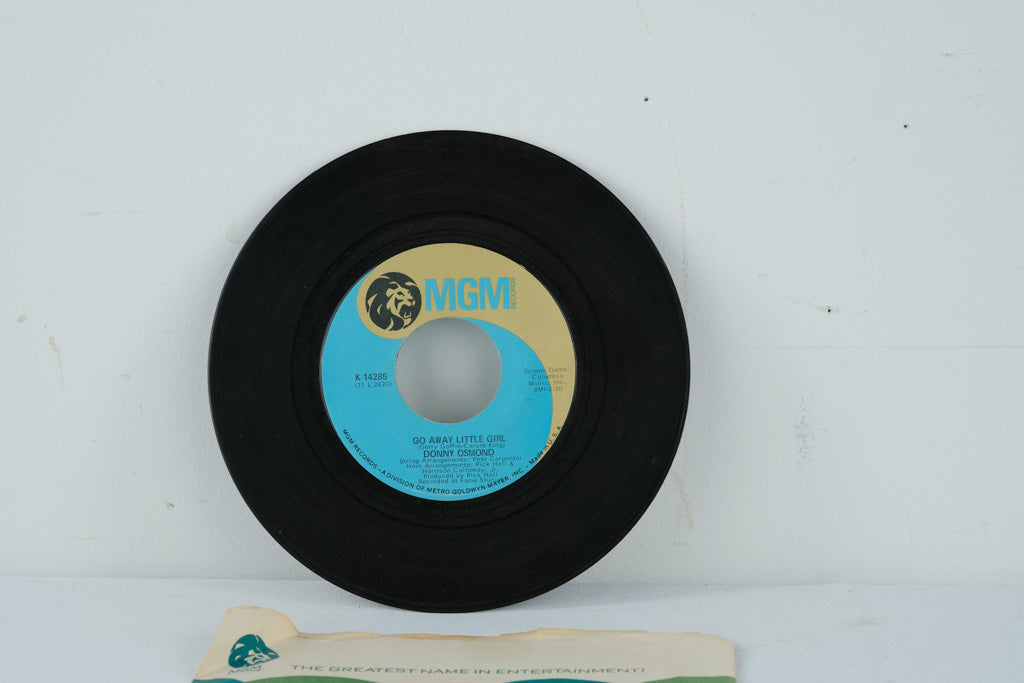 MGM
RECORDS
K 14285
(71 L 2420)
Screen Gems-
Columbia
Music, Inc.
BMI-2:30
GO AWAY LITTLE GIRL
(Gerry Goffin-Carole King)
DONNY OSMOND
String Arrangements: Pete Carpenter
Horn Arrangements: Rick Hall &
Harrison Calloway, Jr.
Produced by Rick Hall
Recorded at Fame
MGM RECORDS - A DIVISION OF METRO-GOLDWYN-MAYER, INC. - Made in U.S.A.
MGM
THE GREATEST NAME IN ENTERTAINMENT!